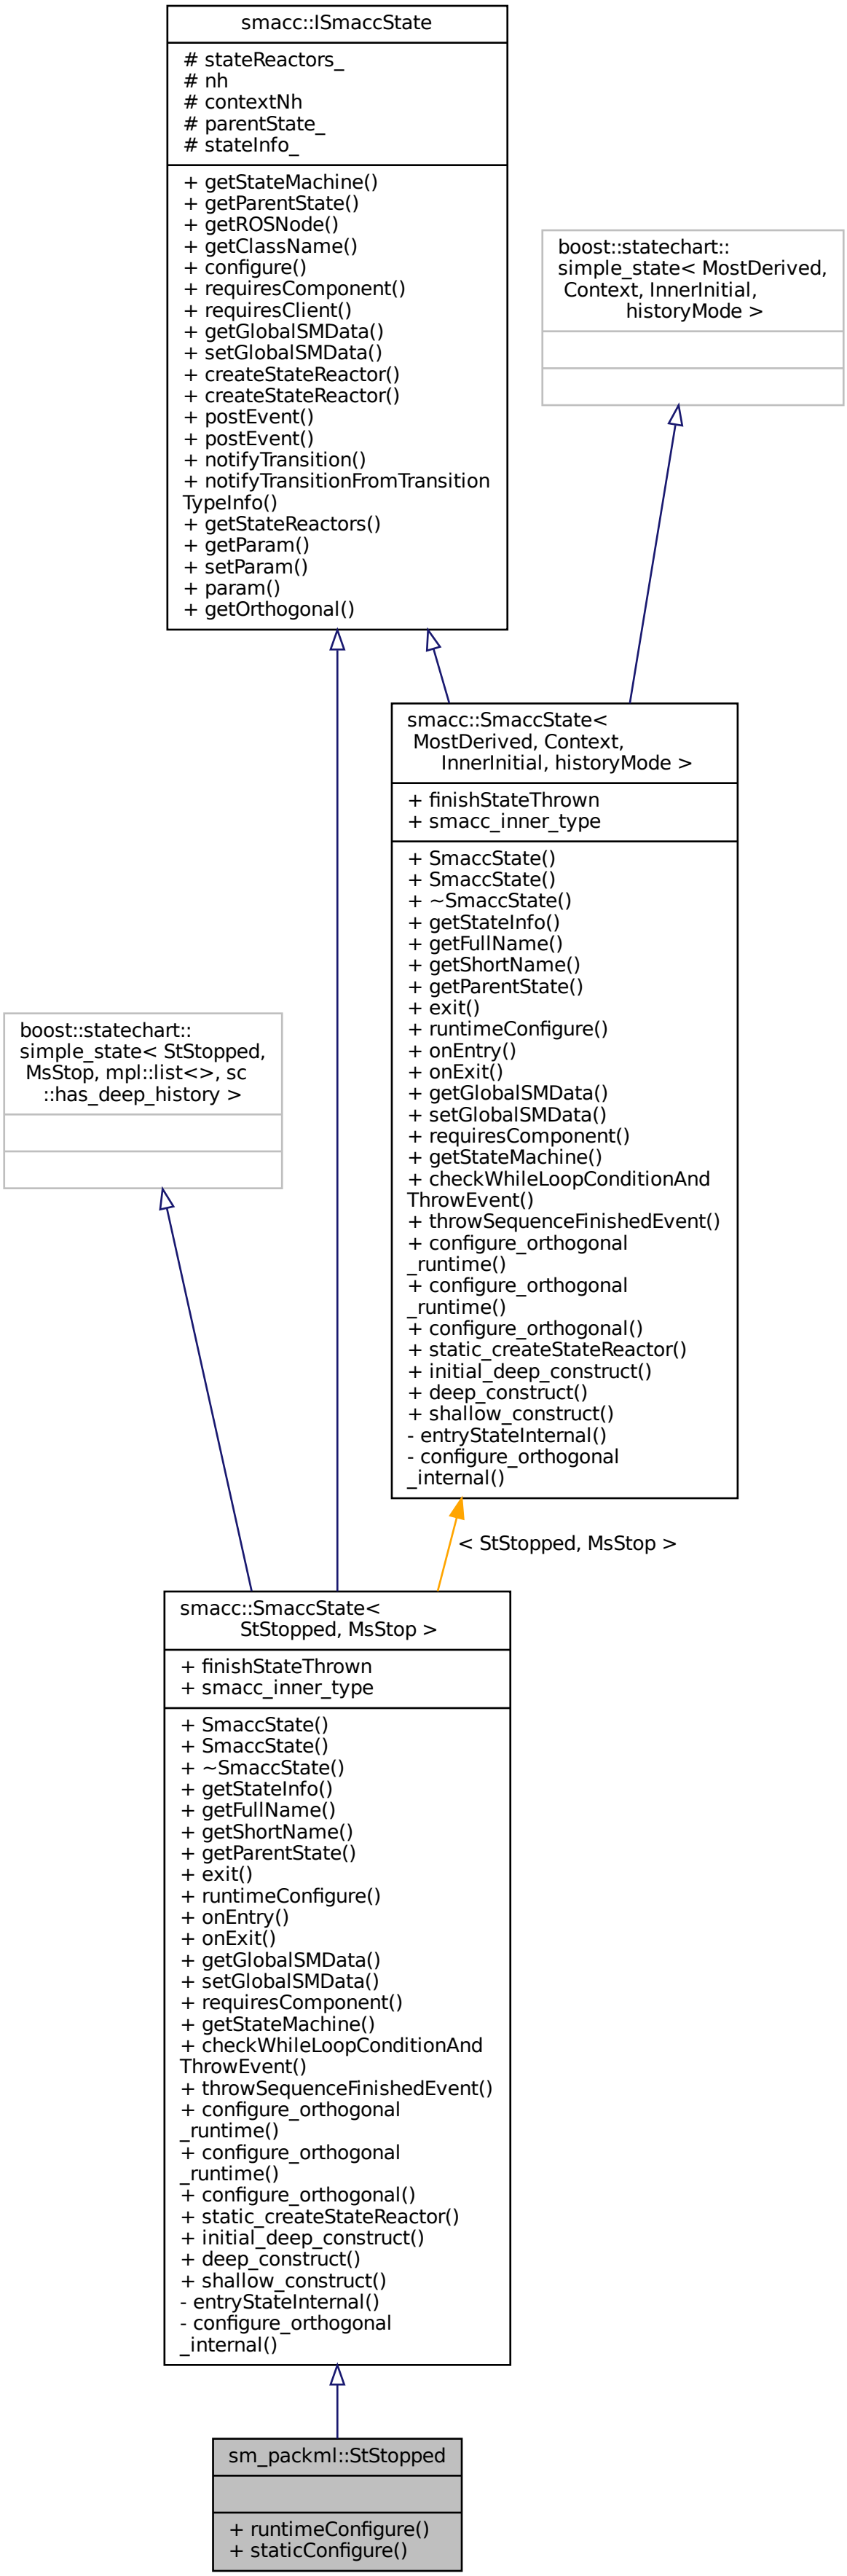 smacc::ISmaccState
# stateReactors_
# nh
# contextNh
# parentState_
# stateInfo_
+ getStateMachine()
+ getParentState()
+ getROSNode()
+ getClassName()
+ configure()
+ requiresComponent()
+ requiresClient()
+ getGlobalSMData()
+ setGlobalSMData()
+ createStateReactor()
+ createStateReactor()
+ postEvent()
+ postEvent()
+ notifyTransition()
+ notifyTransitionFromTransition
TypeInfo()
+ getStateReactors()
+ getParam()
+ setParam()
+ param()
+ getOrthogonal()
boost::statechart::
simple_state< MostDerived,
Context, InnerInitial,
historyMode >
smacc::SmaccState<
MostDerived, Context,
InnerInitial, historyMode >
+ finishStateThrown
+ smacc_inner_type
+ SmaccState()
+ SmaccState()
+ ~SmaccState()
+ getStateInfo()
+ getFullName()
+ getShortName()
+ getParentState()
+ exit()
+ runtimeConfigure()
+ onEntry()
+ onExit()
+ getGlobalSMData()
+ setGlobalSMData()
+ requiresComponent()
+ getStateMachine()
+ checkWhileLoopConditionAnd
ThrowEvent()
+ throwSequenceFinishedEvent()
+ configure_orthogonal
_runtime()
+ configure_orthogonal
_runtime()
+ configure_orthogonal()
+ static_createStateReactor()
+ initial_deep_construct()
+ deep_construct()
+ shallow_construct()
- entryStateInternal()
- configure_orthogonal
_internal()
boost::statechart::
simple_state< StStopped,
MsStop, mpl::list<>, sc
::has_deep_history >
< StStopped, MsStop >
smacc::SmaccState<
StStopped, MsStop >
+ finishStateThrown
+ smacc_inner_type
+ SmaccState()
+ SmaccState()
+ ~SmaccState()
+ getStateInfo()
+ getFullName()
+ getShortName()
+ getParentState()
+ exit()
+ runtimeConfigure()
+ onEntry()
+ onExit()
+ getGlobalSMData()
+ setGlobalSMData()
+ requiresComponent()
+ getStateMachine()
+ checkWhileLoopConditionAnd
ThrowEvent()
+ throwSequenceFinishedEvent()
+ configure_orthogonal
_runtime()
+ configure_orthogonal
_runtime()
+ configure_orthogonal()
+ static_createStateReactor()
+ initial_deep_construct()
+ deep_construct()
+ shallow_construct()
- entryStateInternal()
- configure_orthogonal
_internal()
sm_packml::StStopped
+ runtimeConfigure()
+ staticConfigure()